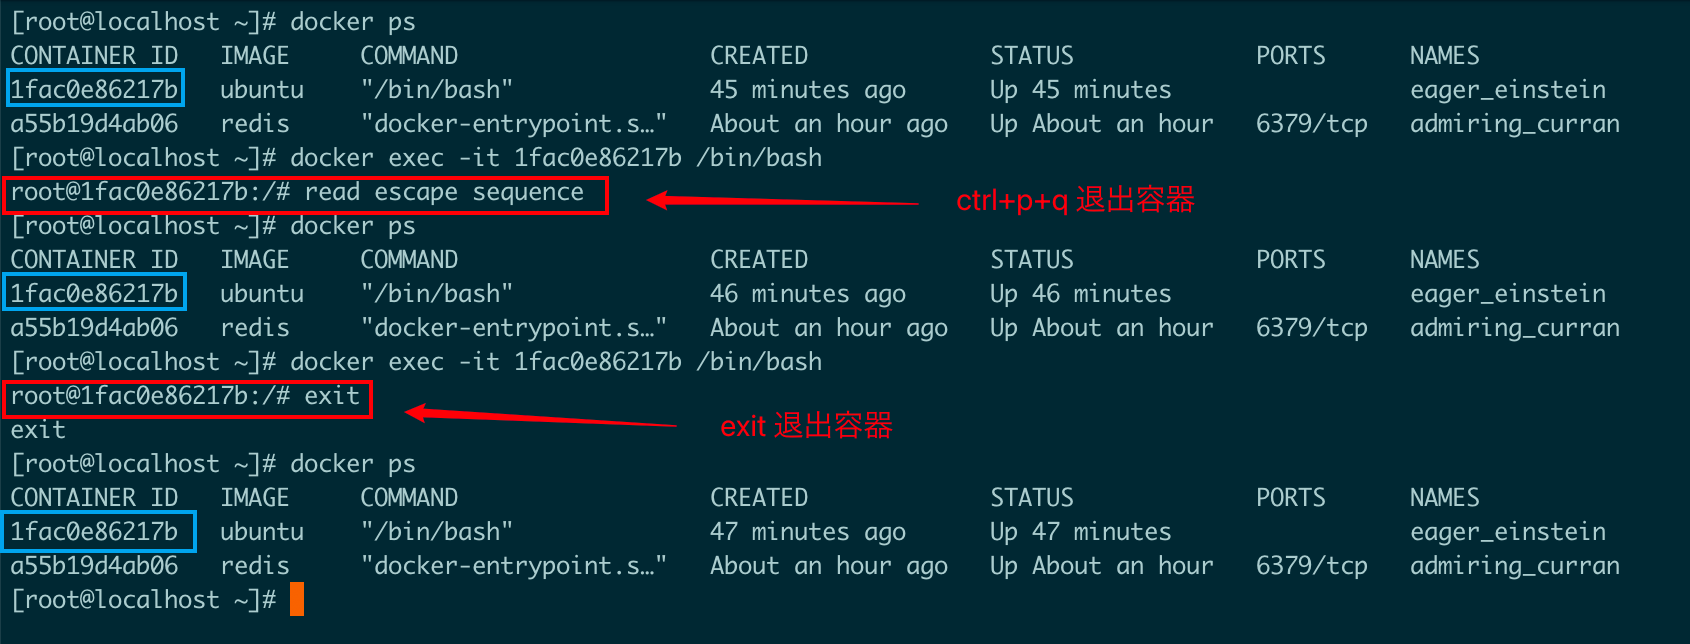 [root@localhost ~]# docker ps
CONTAINER ID   IMAGE     COMMAND                  CREATED             STATUS             PORTS      NAMES
1fac0e86217b   ubuntu    "/bin/bash"              45 minutes ago      Up 45 minutes                 eager_einstein
a55b19d4ab06   redis     "docker-entrypoint.s…"   About an hour ago   Up About an hour   6379/tcp   admiring_curran
[root@localhost ~]# docker exec -it 1fac0e86217b /bin/bash
root@1fac0e86217b:/# read escape sequence
ctrl+p+q 退出容器
[root@localhost ~]# docker ps
CONTAINER ID   IMAGE     COMMAND                  CREATED             STATUS             PORTS      NAMES
1fac0e86217b   ubuntu    "/bin/bash"              46 minutes ago      Up 46 minutes                 eager_einstein
a55b19d4ab06   redis     "docker-entrypoint.s…"   About an hour ago   Up About an hour   6379/tcp   admiring_curran
[root@localhost ~]# docker exec -it 1fac0e86217b /bin/bash
root@1fac0e86217b:/# exit
exit 退出容器
exit
[root@localhost ~]# docker ps
CONTAINER ID   IMAGE     COMMAND                  CREATED             STATUS             PORTS      NAMES
1fac0e86217b   ubuntu    "/bin/bash"              47 minutes ago      Up 47 minutes                 eager_einstein
a55b19d4ab06   redis     "docker-entrypoint.s…"   About an hour ago   Up About an hour   6379/tcp   admiring_curran
[root@localhost ~]#